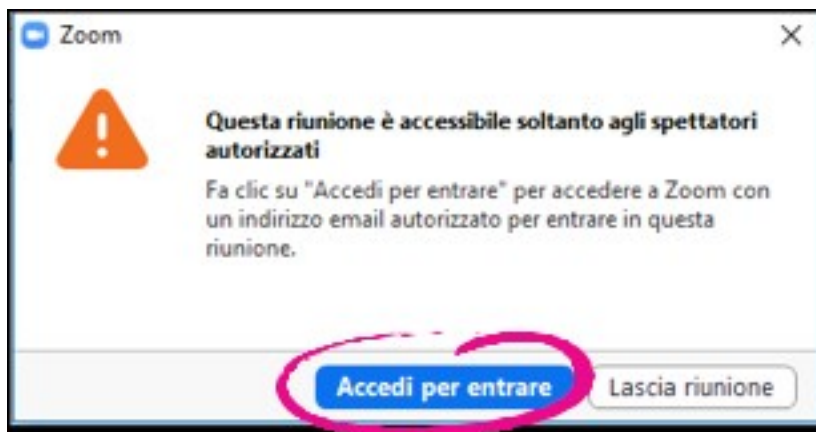 Zoom
Questa riunione è accessibile soltanto agli spettatori
autorizzati
Fa clic su "Accedi per entrare" per accedere a Zoom con
un indirizzo email autorizzato per entrare in questa
riunione.
Accedi per entrare
Lascia riunione